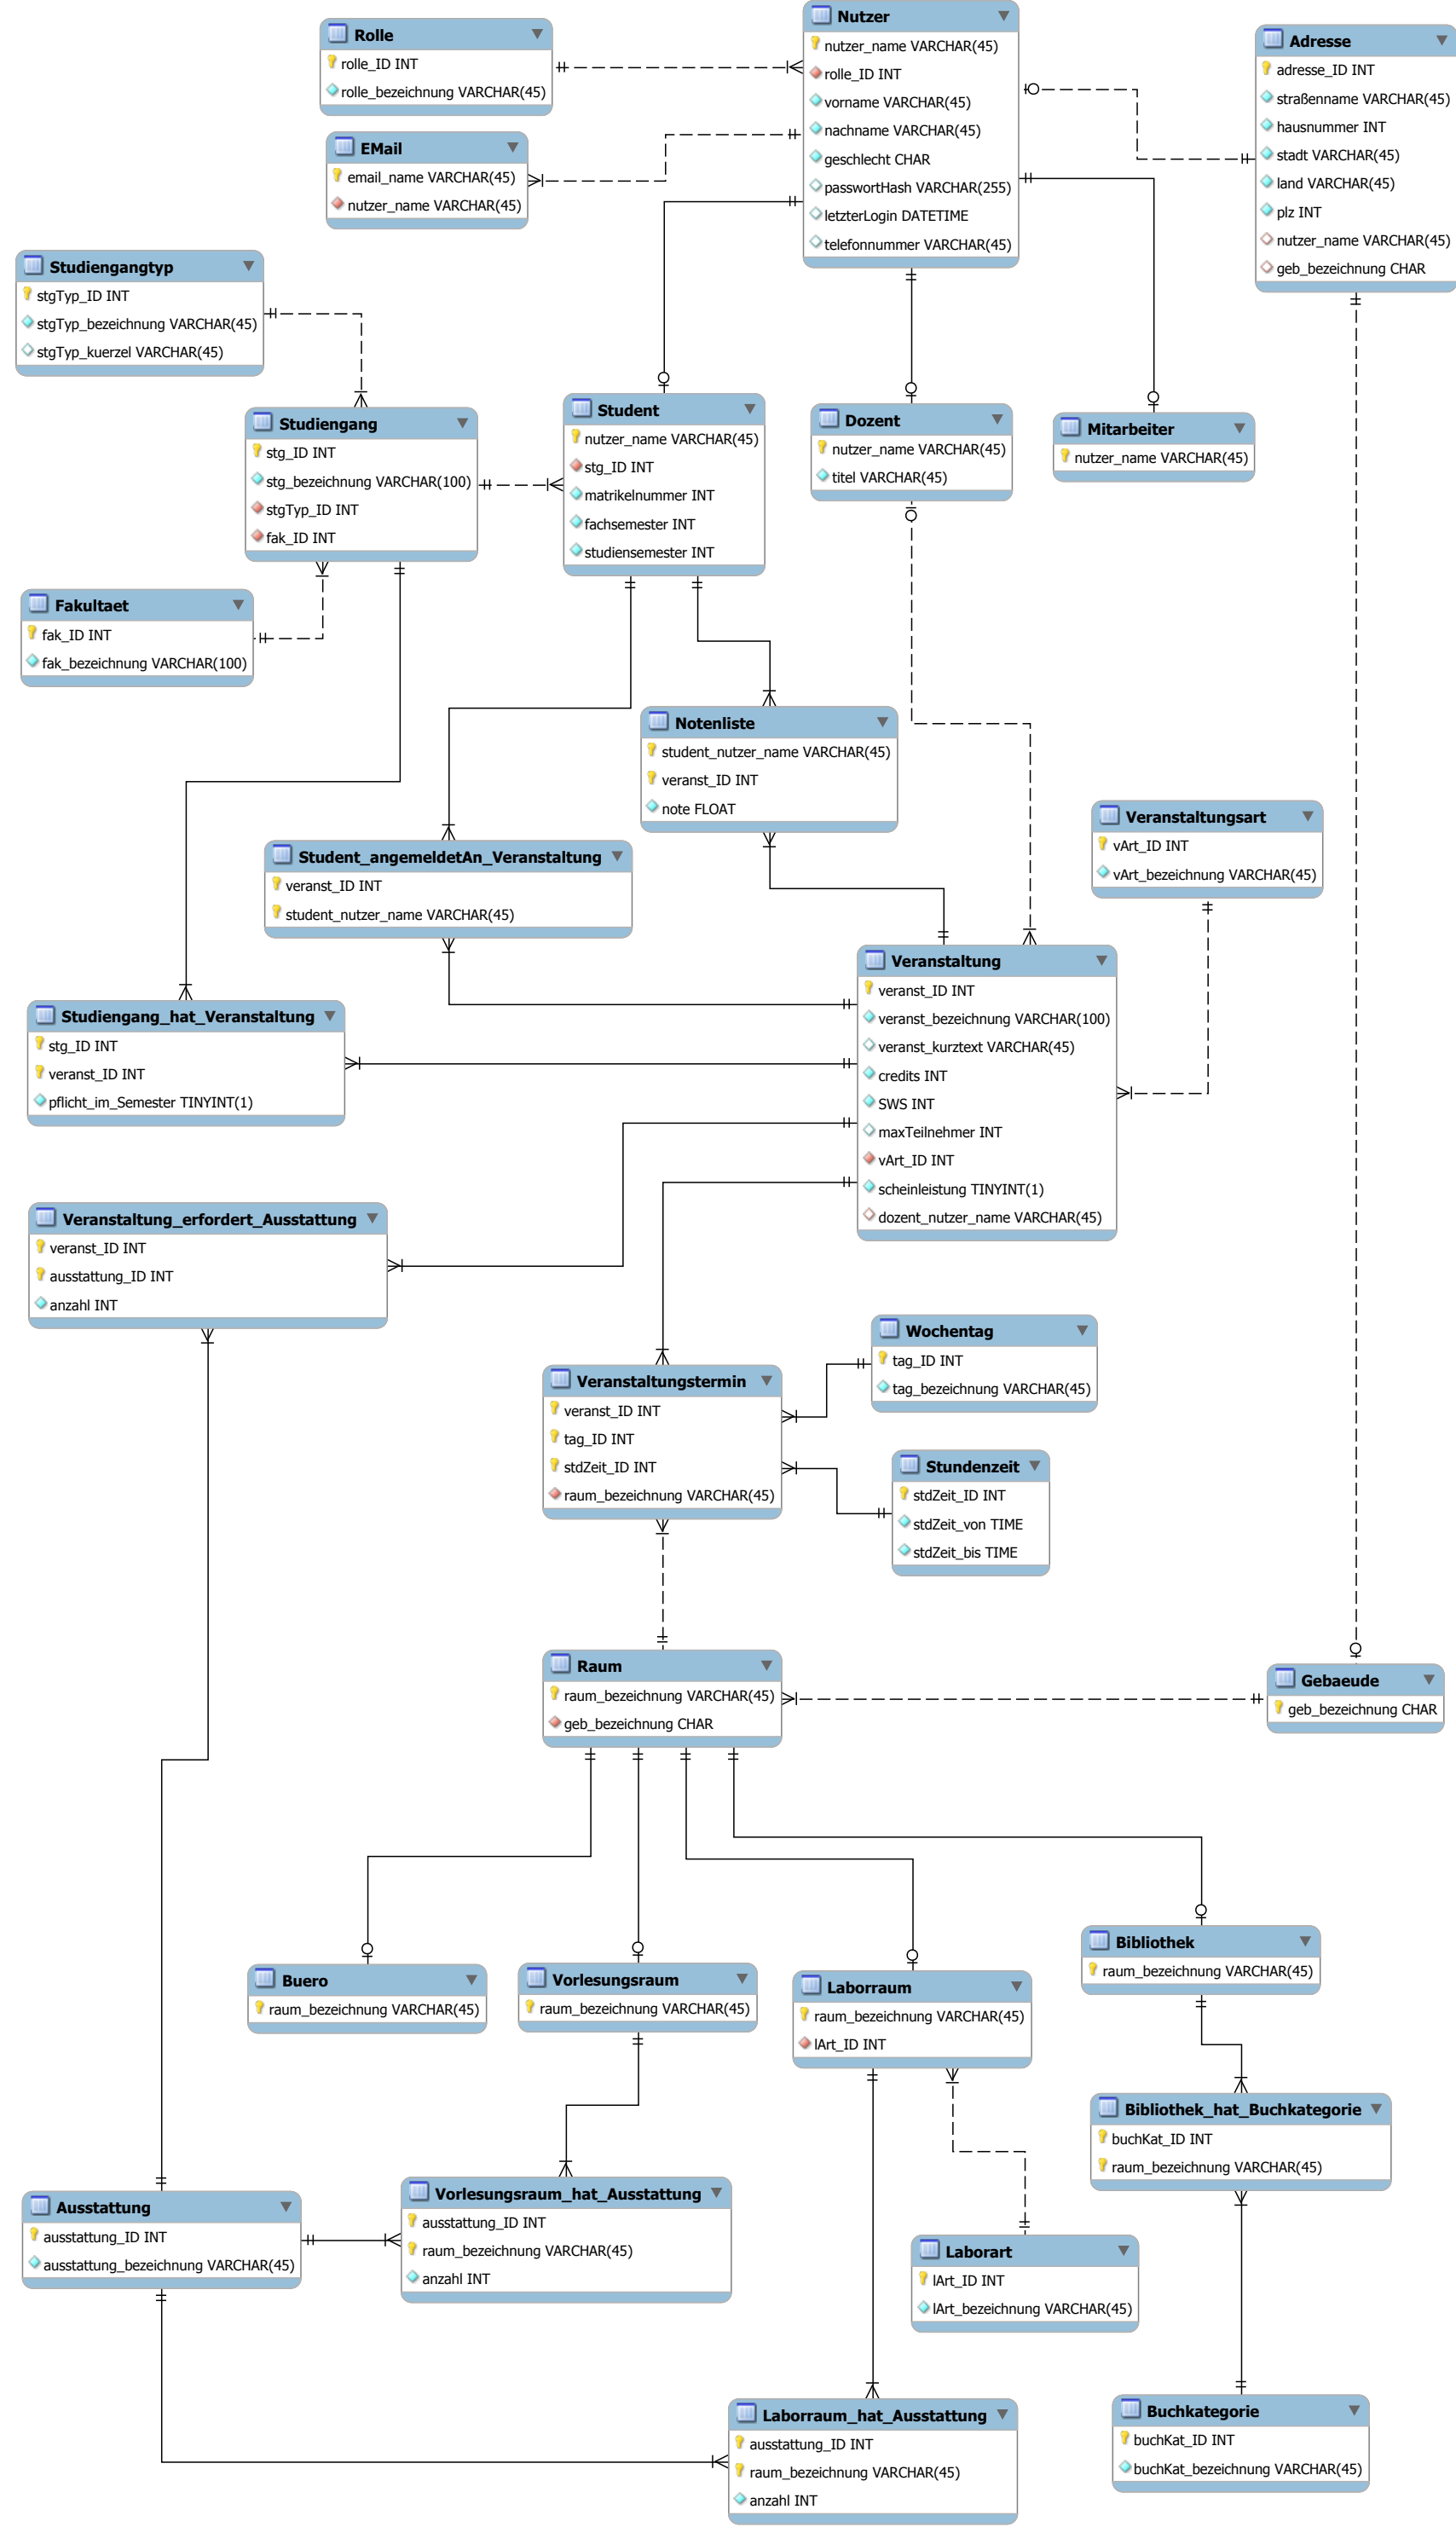 Rolle
rolle_ID INT
rolle_bezeichnung VARCHAR(45)
Nutzer
nutzer_name VARCHAR(45)
rolle_ID INT
vorname VARCHAR(45)
nachname VARCHAR(45)
geschlecht CHAR
passwortHash VARCHAR(255)
letzterLogin DATETIME
telefonnummer VARCHAR(45)
Adresse
adresse_ID INT
straßenname VARCHAR(45)
hausnummer INT
stadt VARCHAR(45)
land VARCHAR(45)
plz INT
nutzer_name VARCHAR(45)
geb_bezeichnung CHAR
EMail
email_name VARCHAR(45)
nutzer_name VARCHAR(45)
Studiengangtyp
stgTyp_ID INT
stgTyp_bezeichnung VARCHAR(45)
stgTyp_kuerzel VARCHAR(45)
Studiengang
stg_ID INT
stg_bezeichnung VARCHAR(100)
stgTyp_ID INT
fak_ID INT
Student
nutzer_name VARCHAR(45)
stg_ID INT
matrikelnummer INT
fachsemester INT
studiensemester INT
Dozent
nutzer_name VARCHAR(45)
titel VARCHAR(45)
Mitarbeiter
nutzer_name VARCHAR(45)
Fakultaet
fak_ID INT
fak_bezeichnung VARCHAR(100)
Notenliste
student_nutzer_name VARCHAR(45)
veranst_ID INT
note FLOAT
Veranstaltungsart
vArt_ID INT
vArt_bezeichnung VARCHAR(45)
Student_angemeldetAn_Veranstaltung
veranst_ID INT
student_nutzer_name VARCHAR(45)
Veranstaltung
veranst_ID INT
veranst_bezeichnung VARCHAR(100)
veranst_kurztext VARCHAR(45)
credits INT
SWS INT
maxTeilnehmer INT
vArt_ID INT
scheinleistung TINYINT(1)
dozent_nutzer_name VARCHAR(45)
Studiengang_hat_Veranstaltung
stg_ID INT
veranst_ID INT
pflicht_im_Semester TINYINT(1)
Veranstaltung_erfordert_Ausstattung
veranst_ID INT
ausstattung_ID INT
anzahl INT
Wochentag
tag_ID INT
tag_bezeichnung VARCHAR(45)
Veranstaltungstermin
veranst_ID INT
tag_ID INT
stdZeit_ID INT
raum_bezeichnung VARCHAR(45)
Stundenzeit
stdZeit_ID INT
stdZeit_von TIME
stdZeit_bis TIME
Raum
raum_bezeichnung VARCHAR(45)
geb_bezeichnung CHAR
Gebaeude
geb_bezeichnung CHAR
Buero
raum_bezeichnung VARCHAR(45)
Vorlesungsraum
raum_bezeichnung VARCHAR(45)
Laborraum
raum_bezeichnung VARCHAR(45)
lArt_ID INT
Bibliothek
raum_bezeichnung VARCHAR(45)
Bibliothek_hat_Buchkategorie
buchKat_ID INT
raum_bezeichnung VARCHAR(45)
Ausstattung
ausstattung_ID INT
ausstattung_bezeichnung VARCHAR(45)
Vorlesungsraum_hat_Ausstattung
ausstattung_ID INT
raum_bezeichnung VARCHAR(45)
anzahl INT
Laborart
lArt_ID INT
lArt_bezeichnung VARCHAR(45)
Laborraum_hat_Ausstattung
ausstattung_ID INT
raum_bezeichnung VARCHAR(45)
anzahl INT
Buchkategorie
buchKat_ID INT
buchKat_bezeichnung VARCHAR(45)